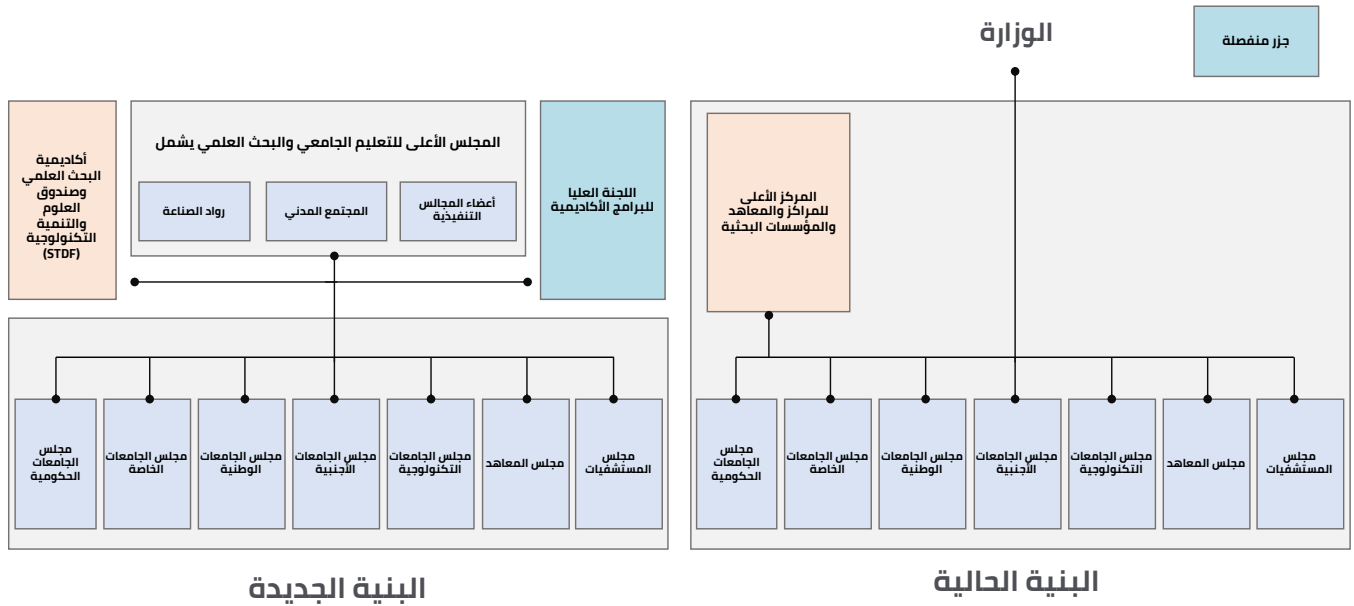 جزر منفصلة
الوزارة
المركز الأعلى
للمراكز والمعاهد
والمؤسسات البحثية
مجلس
المستشفيات
مجلس المعاهد
مجلس الجامعات
التكنولوجية
مجلس الجامعات
الأجنبية
مجلس الجامعات
الوطنية
مجلس الجامعات
الخاصة
مجلس
الجامعات
الحكومية
البنية الحالية
اللجنة العليا
للبرامج الأكاديمية
المجلس الأعلى للتعليم الجامعي والبحث العلمي يشمل
أعضاء المجالس
التنفيذية
المجتمع المدني
رواد الصناعة
أكاديمية
البحث العلمي
وصندوق
العلوم
والتنمية
التكنولوجية
(STDF)
مجلس
المستشفيات
مجلس المعاهد
مجلس الجامعات
التكنولوجية
مجلس الجامعات
الأجنبية
مجلس الجامعات
الوطنية
مجلس الجامعات
الخاصة
مجلس
الجامعات
الحكومية
البنية الجديدة